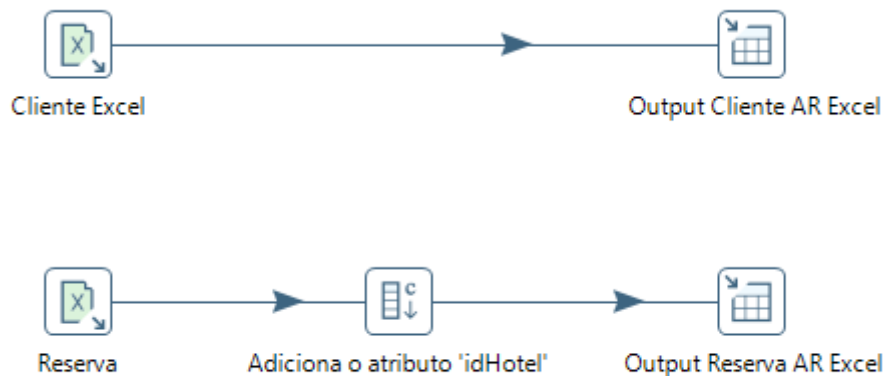 Cliente Excel
Output Cliente AR Excel
Reserva
Adiciona o atributo 'idHotel'
Output Reserva AR Excel